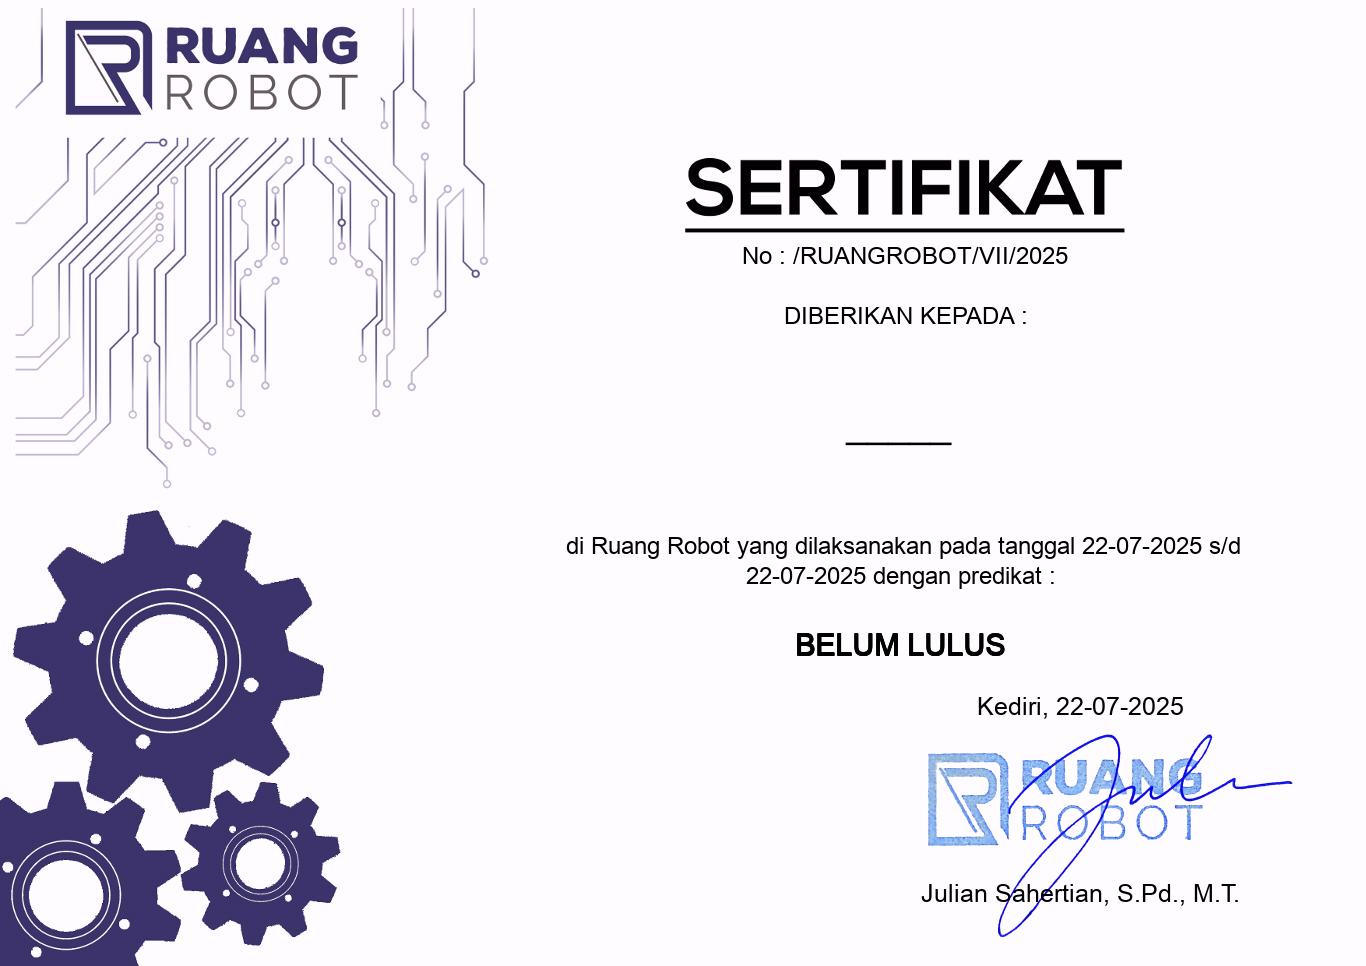 RUANG
ROBOT
SERTIFIKAT
No : /RUANGROBOT/VII/2025
DIBERIKAN KEPADA :
di Ruang Robot yang dilaksanakan pada tanggal 22-07-2025 s/d
22-07-2025 dengan predikat :
BELUM LULUS
Kediri, 22-07-2025
RUANG
ROBOT
Julian Sahertian, S.Pd., M.T.